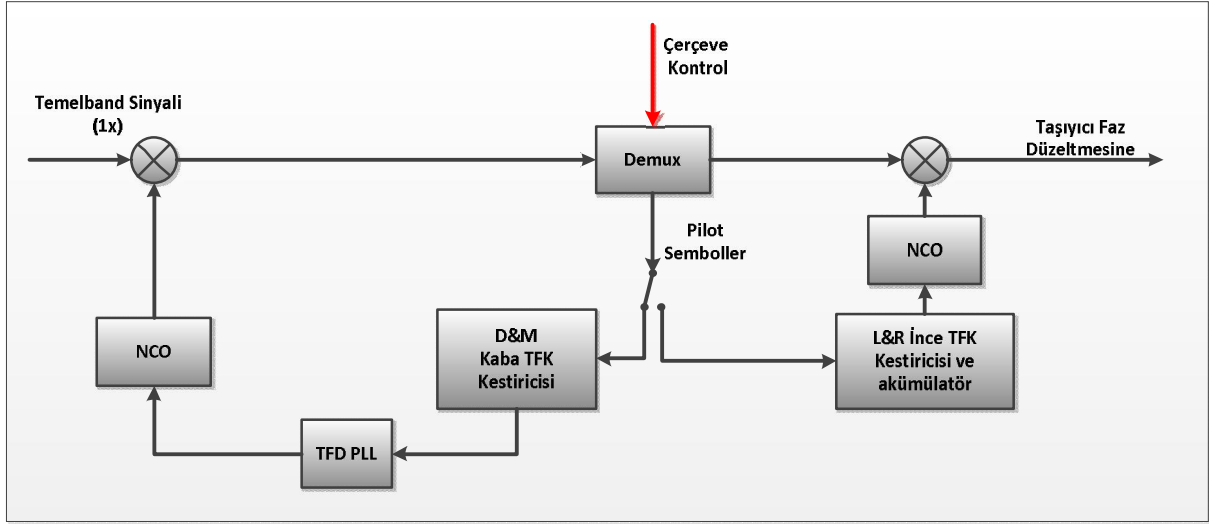 Çerçeve
Kontrol
Temelband Sinyali
(1x)
Demux
Taşıyıcı Faz
Düzeltmesine
Pilot
Semboller
NCO
D&M
Kaba TFK
Kestiricisi
L&R İnce TFK
Kestiricisi ve
akümülatör
NCO
TFD PLL